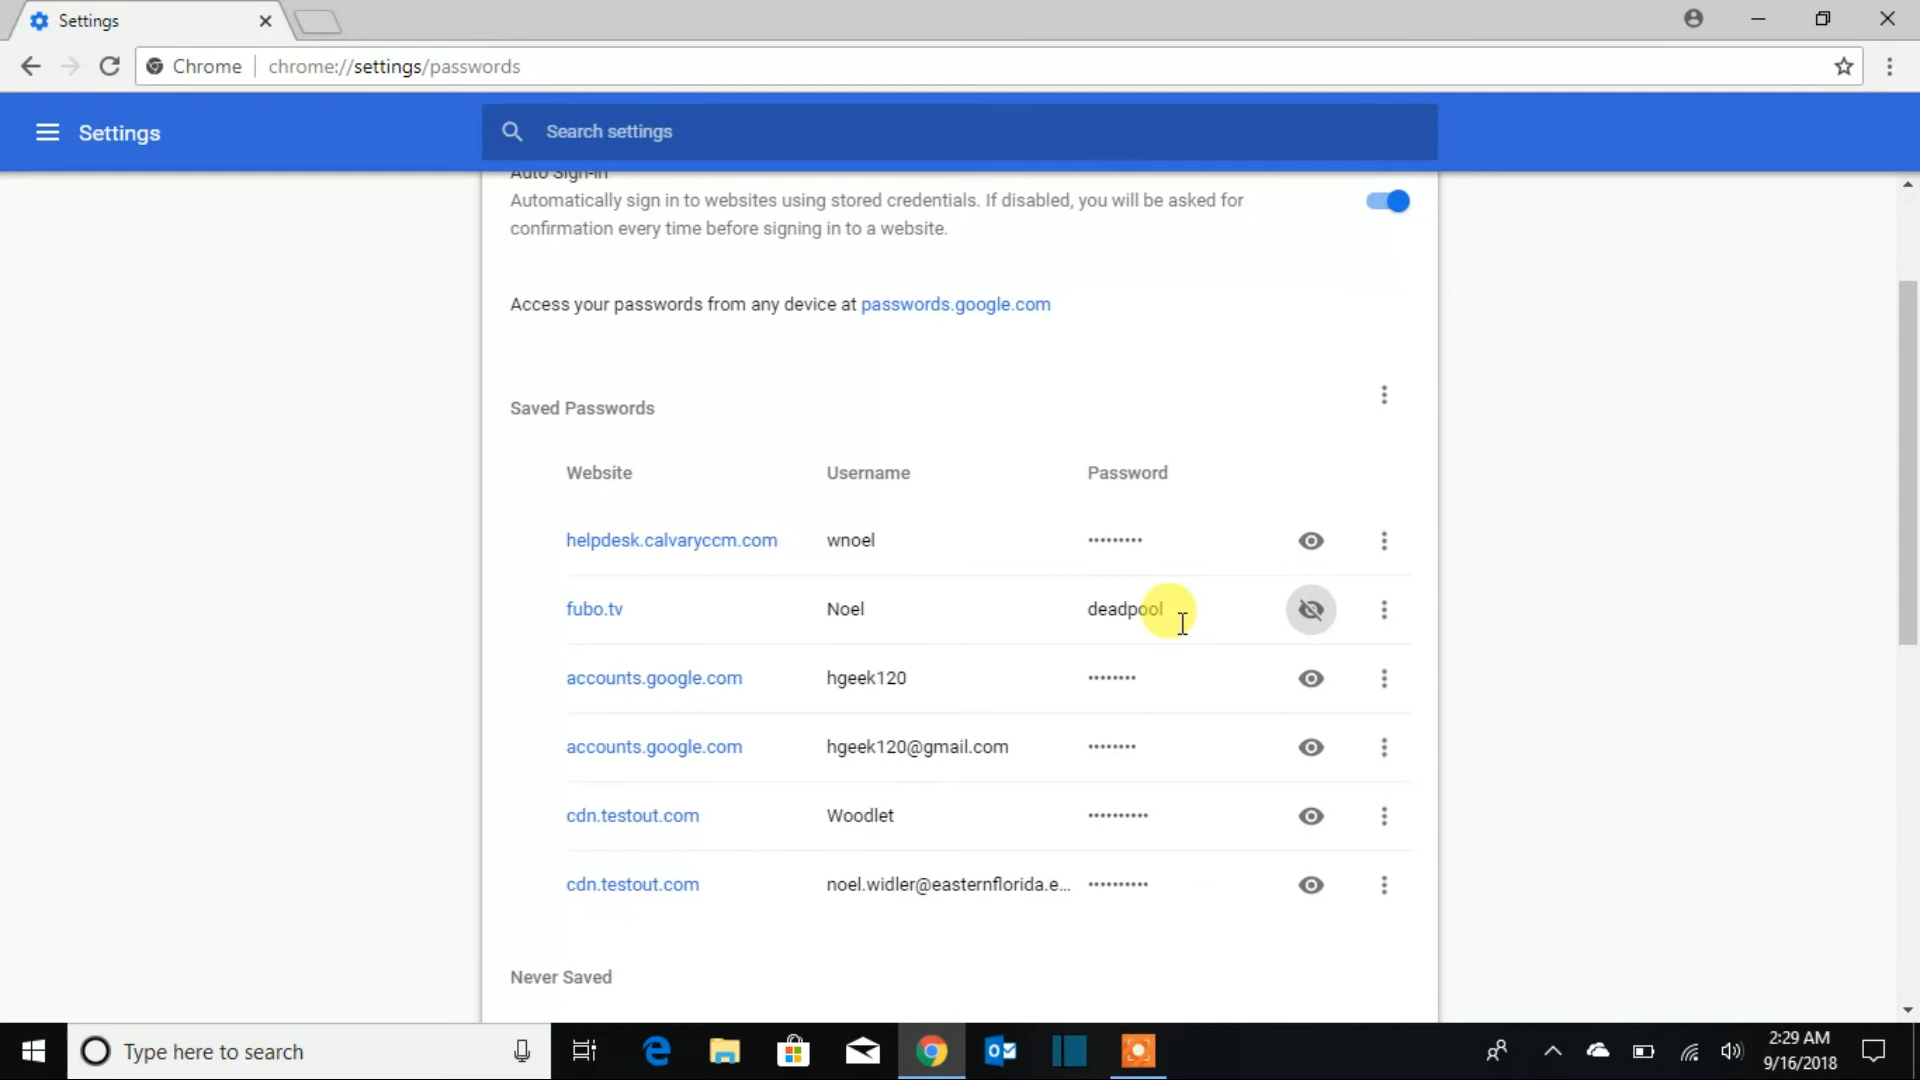 Settings
Chrome
chrome://settings/passwords
Settings
Search settings
Auto Sign-in
Automatically sign in to websites using stored credentials. If disabled, you will be asked for
confirmation every time before signing in to a website.
Access your passwords from any device at passwords.google.com
Saved Passwords
Website Username Password
helpdesk.calvaryccm.com wnoel •••••••••
fubo.tv Noel deadpool
accounts.google.com hgeek120 ••••••••
accounts.google.com hgeek120@gmail.com ••••••••
cdn.testout.com Woodlet ••••••••••
cdn.testout.com noel.widler@easternflorida.e... ••••••••••
Never Saved
Type here to search
2:29 AM
9/16/2018